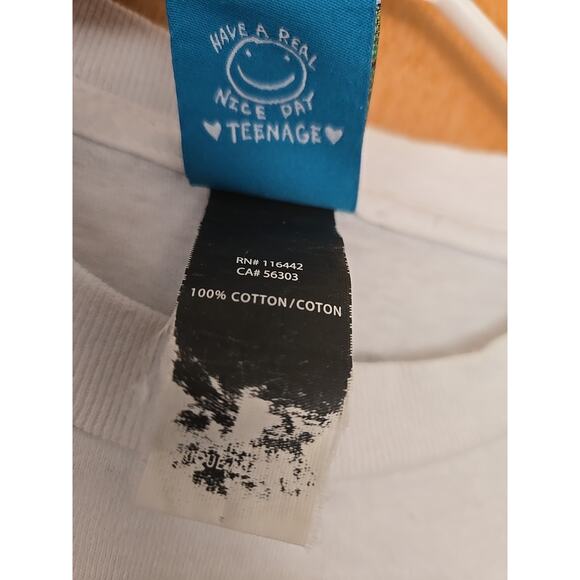 HAVE A REAL
NICE DAY
♥ TEENAGE ♥
RN# 116442
CA# 56303
100% COTTON/COTON